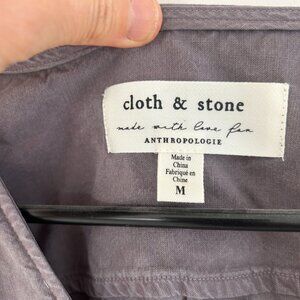 cloth & stone
made with love for
ANTHROPOLOGIE
Made in
China
Fabriqué en
Chine
M